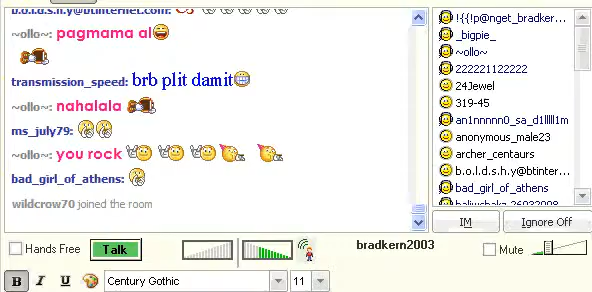 b.o.l.d.s.h.y@btinternet.com:
~ollo~: pagmama al
transmission_speed: brb plit damit
~ollo~: nahalala
ms_july79:
~ollo~: you rock
bad_girl_of_athens:
wildcrow70 joined the room
!{{!p@nget_bradker...
_bigpie_
~ollo~
222221122222
24Jewel
319-45
an1nnnnn0_sa_d1lllll1m
anonymous_male23
archer_centaurs
b.o.l.d.s.h.y@btinter...
bad_girl_of_athens
IM
Ignore Off
Hands Free
Talk
bradkern2003
Mute
B I U
Century Gothic
11